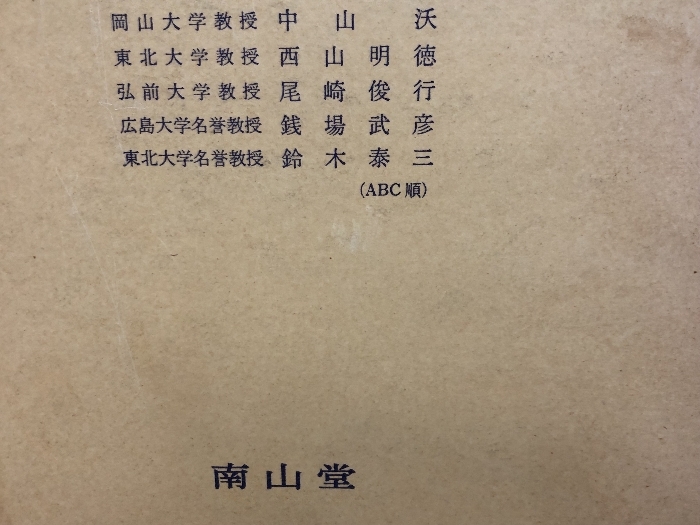 岡山大学教授 中山 沃
東北大学教授 西山明徳
弘前大学教授 尾崎俊行
広島大学名誉教授 銭場武彦
東北大学名誉教授 鈴木泰三
(ABC順)
南山堂